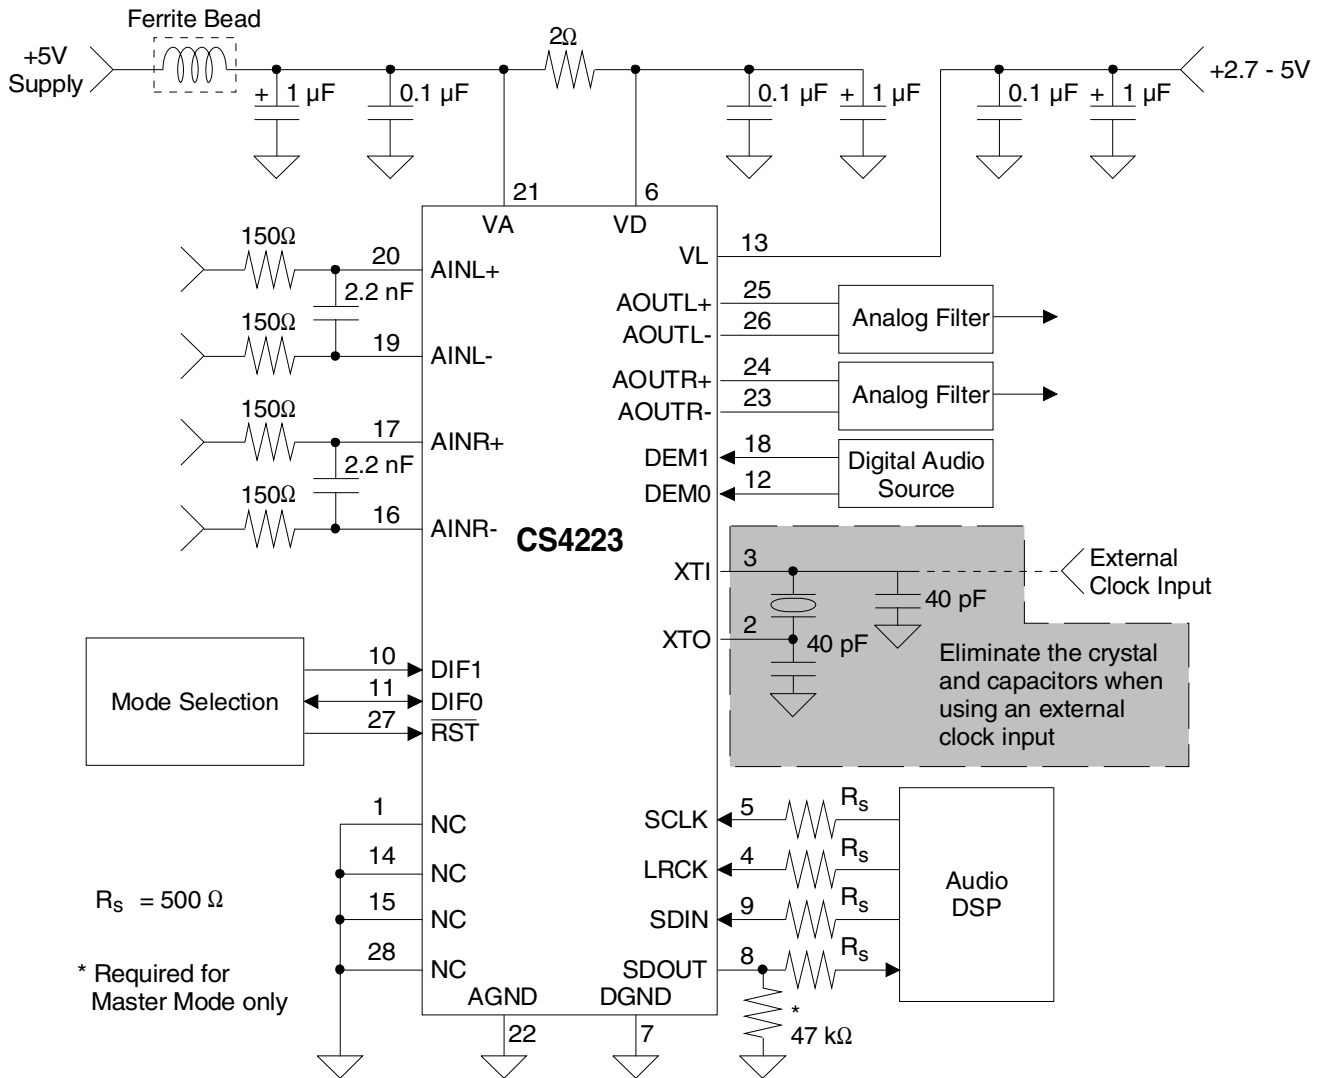 Ferrite Bead
+5V
Supply
2Ω
+2.7 - 5V
+ 1 µF
0.1 µF
0.1 µF
+ 1 µF
0.1 µF
+ 1 µF
21
6
VA
VD
150Ω
20
AINL+
2.2 nF
150Ω
19
AINL-
150Ω
17
AINR+
2.2 nF
150Ω
16
AINR-
CS4223
VL
13
AOUTL+
25
AOUTL-
26
Analog Filter
AOUTR+
24
AOUTR-
23
Analog Filter
DEM1
18
DEM0
12
Digital Audio
Source
XTI
3
External
Clock Input
40 pF
XTO
2
40 pF
Eliminate the crystal
and capacitors when
using an external
clock input
Mode Selection
10
DIF1
11
DIF0
27
RST
1
NC
14
NC
15
NC
28
NC
SCLK
5
Rs
LRCK
4
Rs
SDIN
9
Rs
SDOUT
8
Rs
Audio
DSP
*
47 kΩ
Rs = 500 Ω
* Required for
Master Mode only
AGND
DGND
22
7